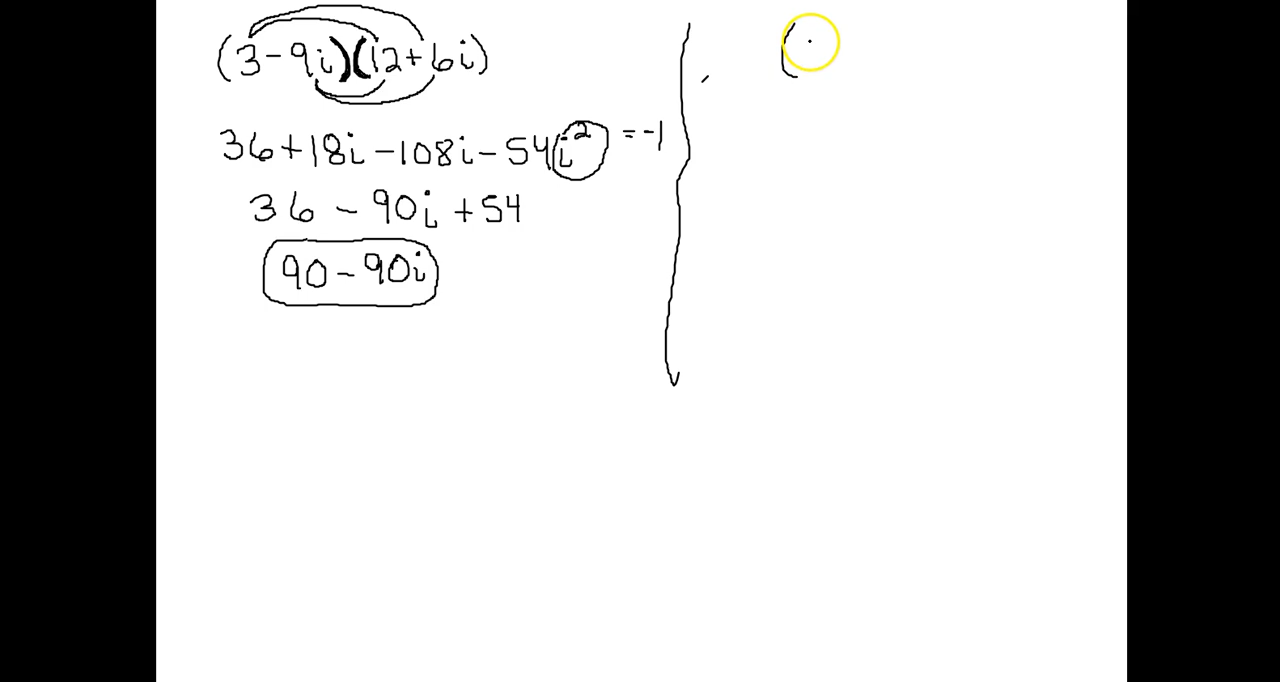 (3-9i)(12+6i)
36+18i-108i-54i² = -1
36 - 90i +54
90-90i
(